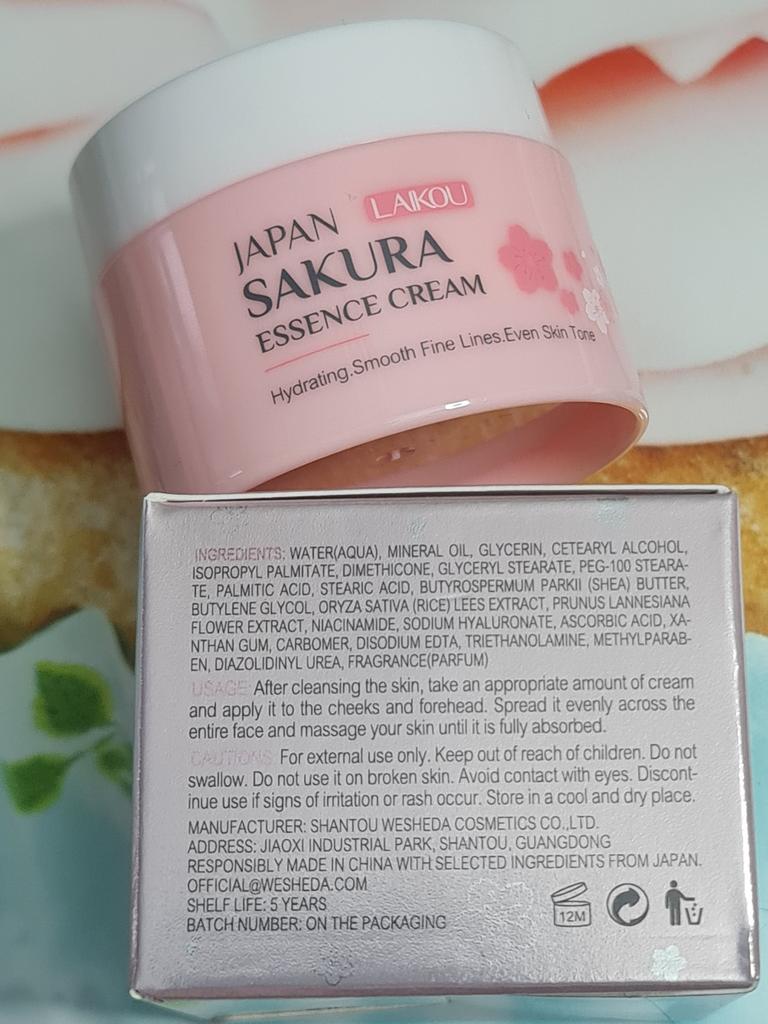 LAIKOU
JAPAN
SAKURA
ESSENCE CREAM
Hydrating.Smooth Fine Lines.Even Skin Tone
INGREDIENTS: WATER(AQUA), MINERAL OIL, GLYCERIN, CETEARYL ALCOHOL,
ISOPROPYL PALMITATE, DIMETHICONE, GLYCERYL STEARATE, PEG-100 STEARA-
TE, PALMITIC ACID, STEARIC ACID, BUTYROSPERMUM PARKII (SHEA) BUTTER,
BUTYLENE GLYCOL, ORYZA SATIVA (RICE) LEES EXTRACT, PRUNUS LANNESIANA
FLOWER EXTRACT, NIACINAMIDE, SODIUM HYALURONATE, ASCORBIC ACID, XA-
NTHAN GUM, CARBOMER, DISODIUM EDTA, TRIETHANOLAMINE, METHYLPARAB-
EN, DIAZOLIDINYL UREA, FRAGRANCE(PARFUM)
USAGE: After cleansing the skin, take an appropriate amount of cream
and apply it to the cheeks and forehead. Spread it evenly across the
entire face and massage your skin until it is fully absorbed.
CAUTIONS: For external use only. Keep out of reach of children. Do not
swallow. Do not use it on broken skin. Avoid contact with eyes. Discont-
inue use if signs of irritation or rash occur. Store in a cool and dry place.
MANUFACTURER: SHANTOU WESHEDA COSMETICS CO.,LTD.
ADDRESS: JIAOXI INDUSTRIAL PARK, SHANTOU, GUANGDONG
RESPONSIBLY MADE IN CHINA WITH SELECTED INGREDIENTS FROM JAPAN.
OFFICIAL@WESHEDA.COM
SHELF LIFE: 5 YEARS
BATCH NUMBER: ON THE PACKAGING
12M